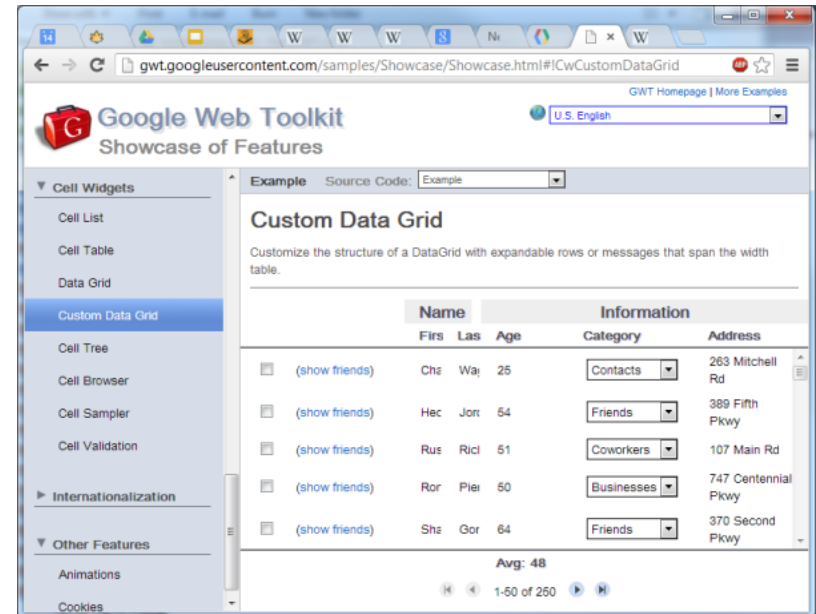 14
W
W
W
8
Ne
W
gwt.googleusercontent.com/samples/Showcase/Showcase.html#!CwCustomDataGrid
ABP
GWT Homepage | More Examples
G
Google Web Toolkit
U.S. English
Showcase of Features
Cell Widgets
Cell List
Cell Table
Data Grid
Custom Data Grid
Cell Tree
Cell Browser
Cell Sampler
Cell Validation
Internationalization
Other Features
Animations
Cookies
Example Source Code: Example
Custom Data Grid
Customize the structure of a DataGrid with expandable rows or messages that span the width
table.
Name Information
Firs Las Age Category Address
(show friends) Cha Wa 25 Contacts 263 Mitchell
Rd
(show friends) Hec Jor 54 Friends 389 Fifth
Pkwy
(show friends) Rus Ricl 51 Coworkers 107 Main Rd
(show friends) Ror Pie 50 Businesses 747 Centennial
Pkwy
(show friends) Sha Gor 64 Friends 370 Second
Pkwy
Avg: 48
1-50 of 250